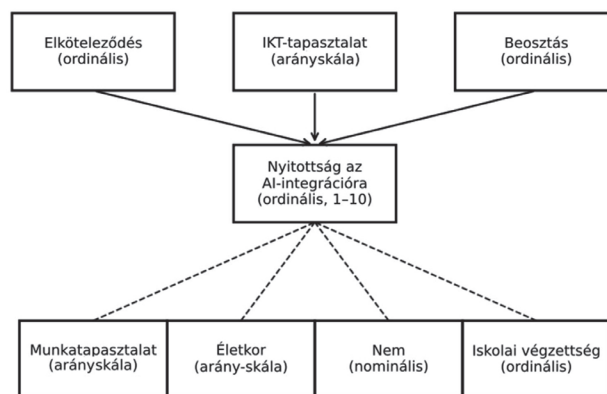 Elköteleződés
(ordinális)
IKT-tapasztalat
(arányskála)
Beosztás
(ordinális)
Nyitottság az
AI-integrációra
(ordinális, 1–10)
Munkatapasztalat
(arányskála)
Életkor
(arány-skála)
Nem
(nominális)
Iskolai végzettség
(ordinális)